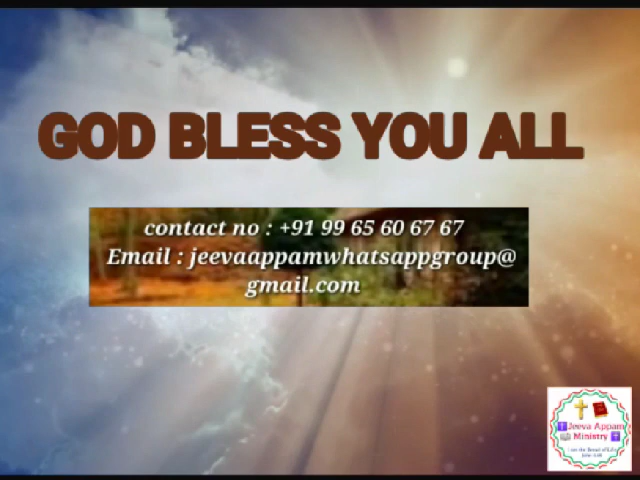 GOD BLESS YOU ALL
contact no : +91 99 65 60 67 67
Email : jeevaappamwhatsappgroup@
gmail.com
Jeeva Appam
Ministry